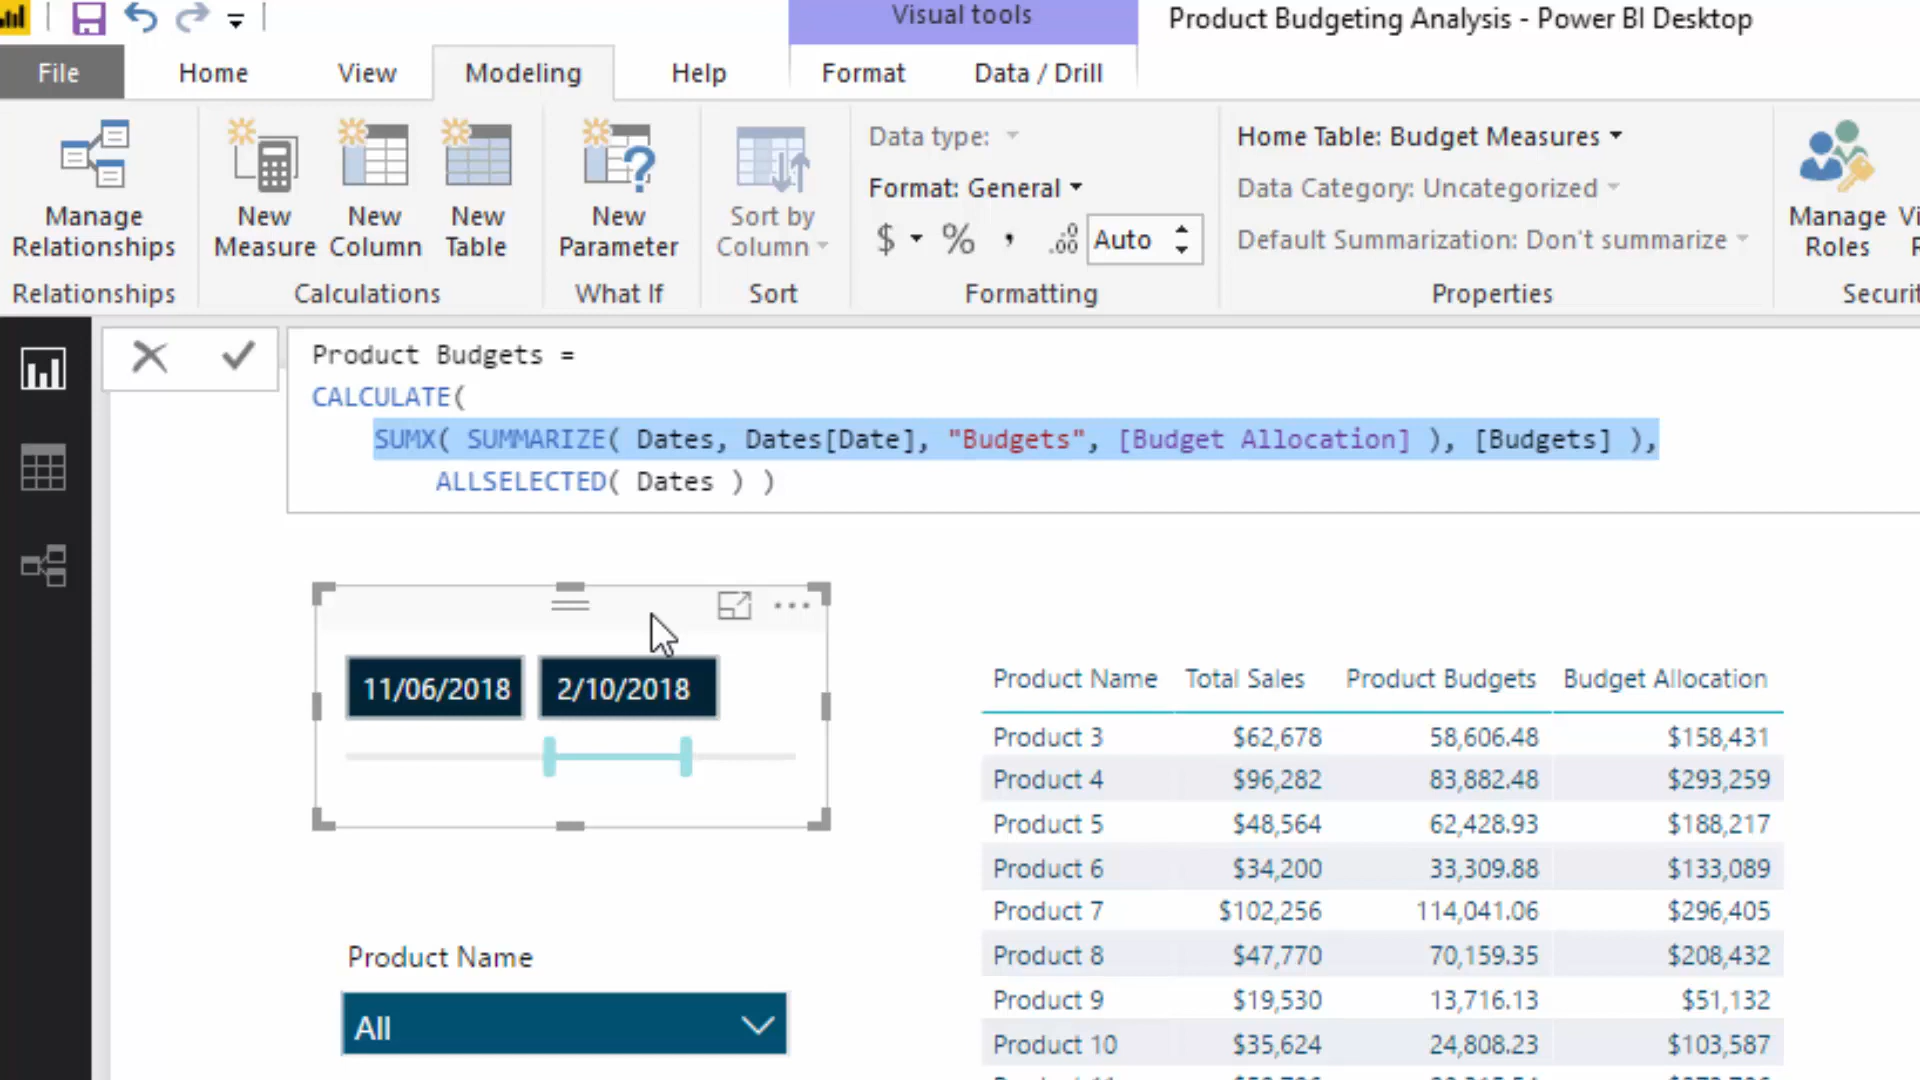 Visual tools
Product Budgeting Analysis - Power BI Desktop
File
Home
View
Modeling
Help
Format
Data / Drill
Manage
Relationships
New
Measure
New
Column
New
Table
New
Parameter
Sort by
Column
Data type:
Format: General
$ % , .00 Auto
Home Table: Budget Measures
Data Category: Uncategorized
Default Summarization: Don't summarize
Manage
Roles
Relationships
Calculations
What If
Sort
Formatting
Properties
Product Budgets =
CALCULATE(
SUMX( SUMMARIZE( Dates, Dates[Date], "Budgets", [Budget Allocation] ), [Budgets] ),
ALLSELECTED( Dates ) )
11/06/2018 2/10/2018
Product Name
All
Product Name Total Sales Product Budgets Budget Allocation
Product 3 $62,678 58,606.48 $158,431
Product 4 $96,282 83,882.48 $293,259
Product 5 $48,564 62,428.93 $188,217
Product 6 $34,200 33,309.88 $133,089
Product 7 $102,256 114,041.06 $296,405
Product 8 $47,770 70,159.35 $208,432
Product 9 $19,530 13,716.13 $51,132
Product 10 $35,624 24,808.23 $103,587